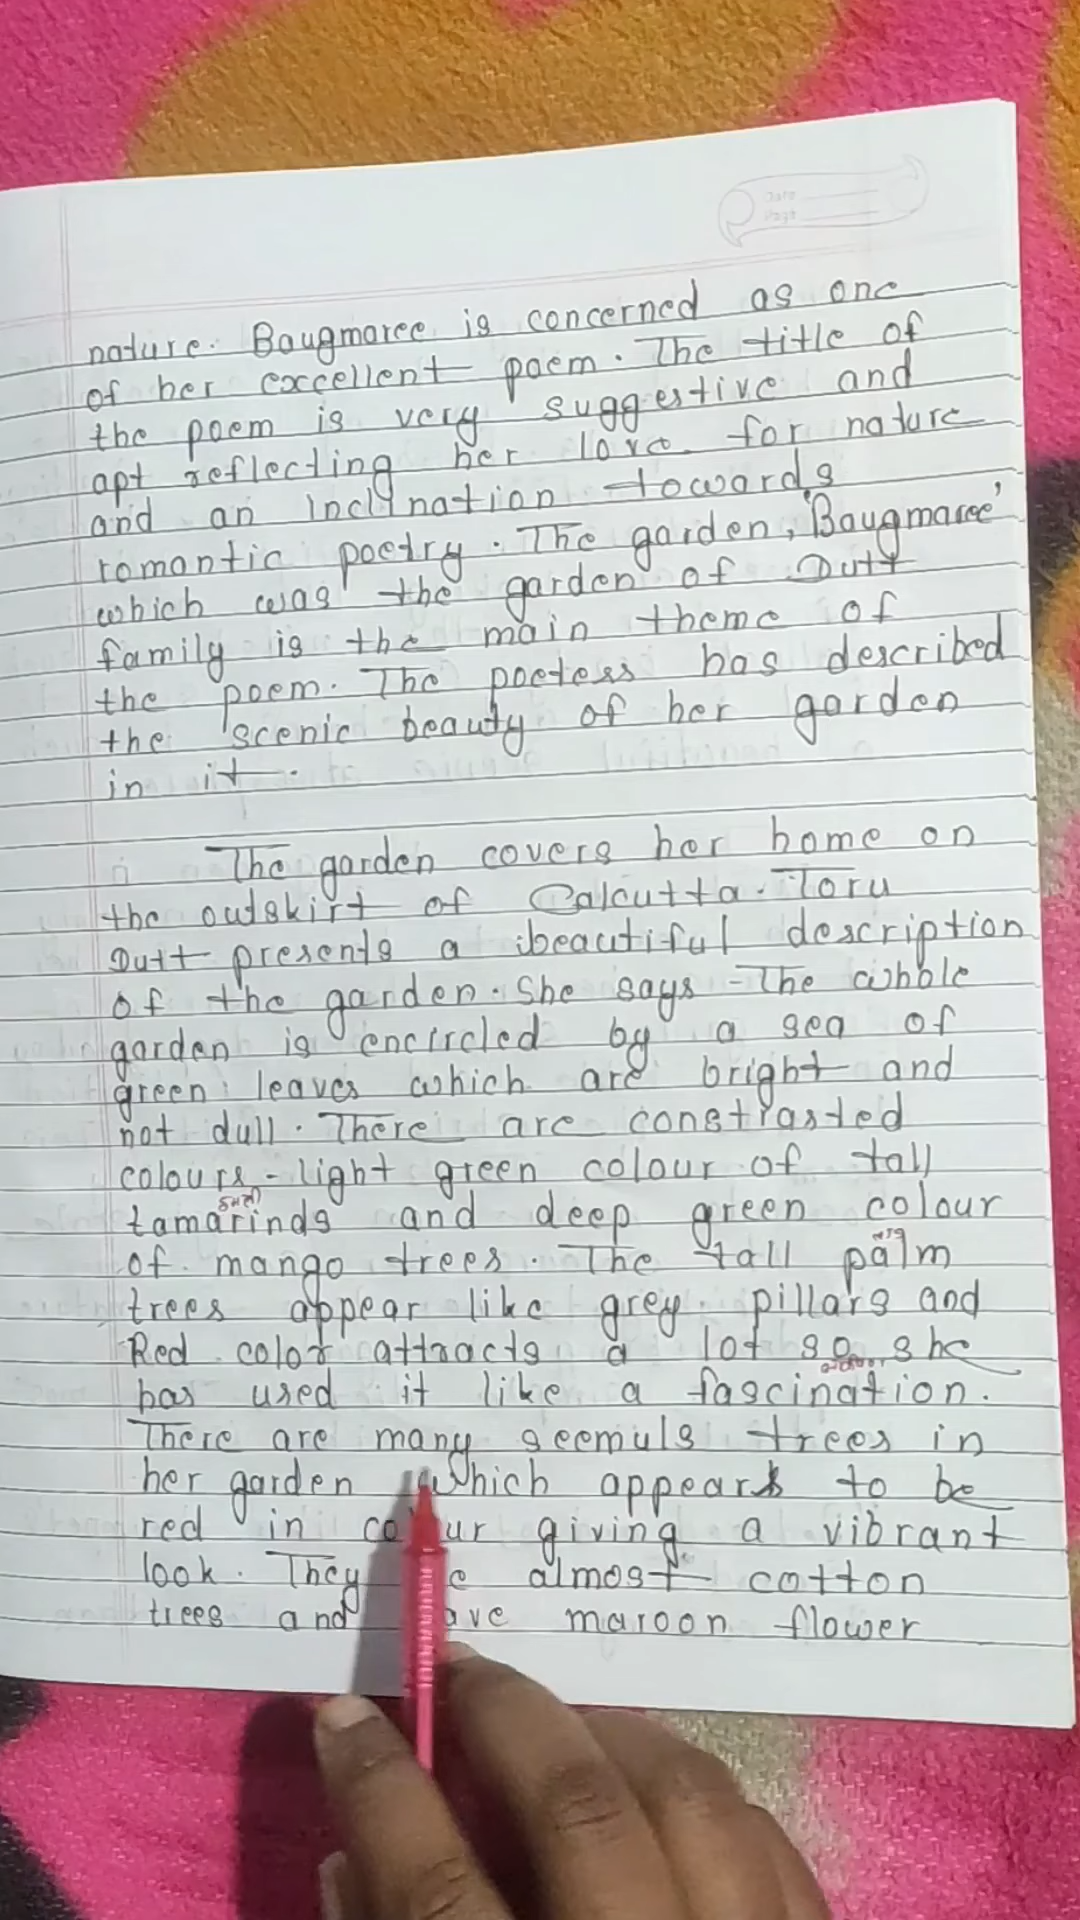 Date
Page
nature. Baugmaree is concerned as one
of her excellent poem. The title of
the poem is very suggestive and
apt reflecting her love for nature
and an Inclination towards
romantic poetry. The garden, 'Baugmaree'
which was the garden of Dutt
family is the main theme of
the poem. The poetess has described
the scenic beauty of her garden
in it.
The garden covers her home on
the outskirt of Calcutta. Toru
Dutt presents a beautiful description
of the garden. She says - The whole
garden is encircled by a sea of
green leaves which are bright and
not dull. There are constrasted
colours - light green colour of tall
tamarinds and deep green colour
of mango trees. The tall palm
trees appear like grey pillars and
Red color attracts a lot so she
has used it like a fascination.
There are many seemuls trees in
her garden which appears to be
red in giving a vibrant
look. They almost cotton
trees and maroon flower